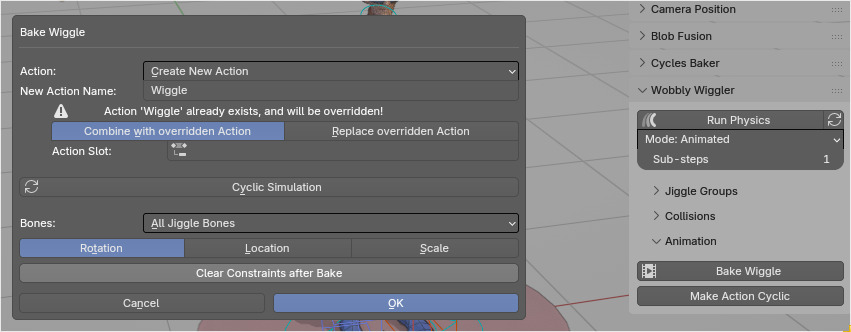 Bake Wiggle
Action: Create New Action
New Action Name: Wiggle
Action 'Wiggle' already exists, and will be overridden!
Combine with overridden Action Replace overridden Action
Action Slot:
Cyclic Simulation
Bones: All Jiggle Bones
Rotation Location Scale
Clear Constraints after Bake
Cancel OK
Camera Position
Blob Fusion
Cycles Baker
Wobbly Wiggler
Run Physics
Mode: Animated
Sub-steps 1
Jiggle Groups
Collisions
Animation
Bake Wiggle
Make Action Cyclic